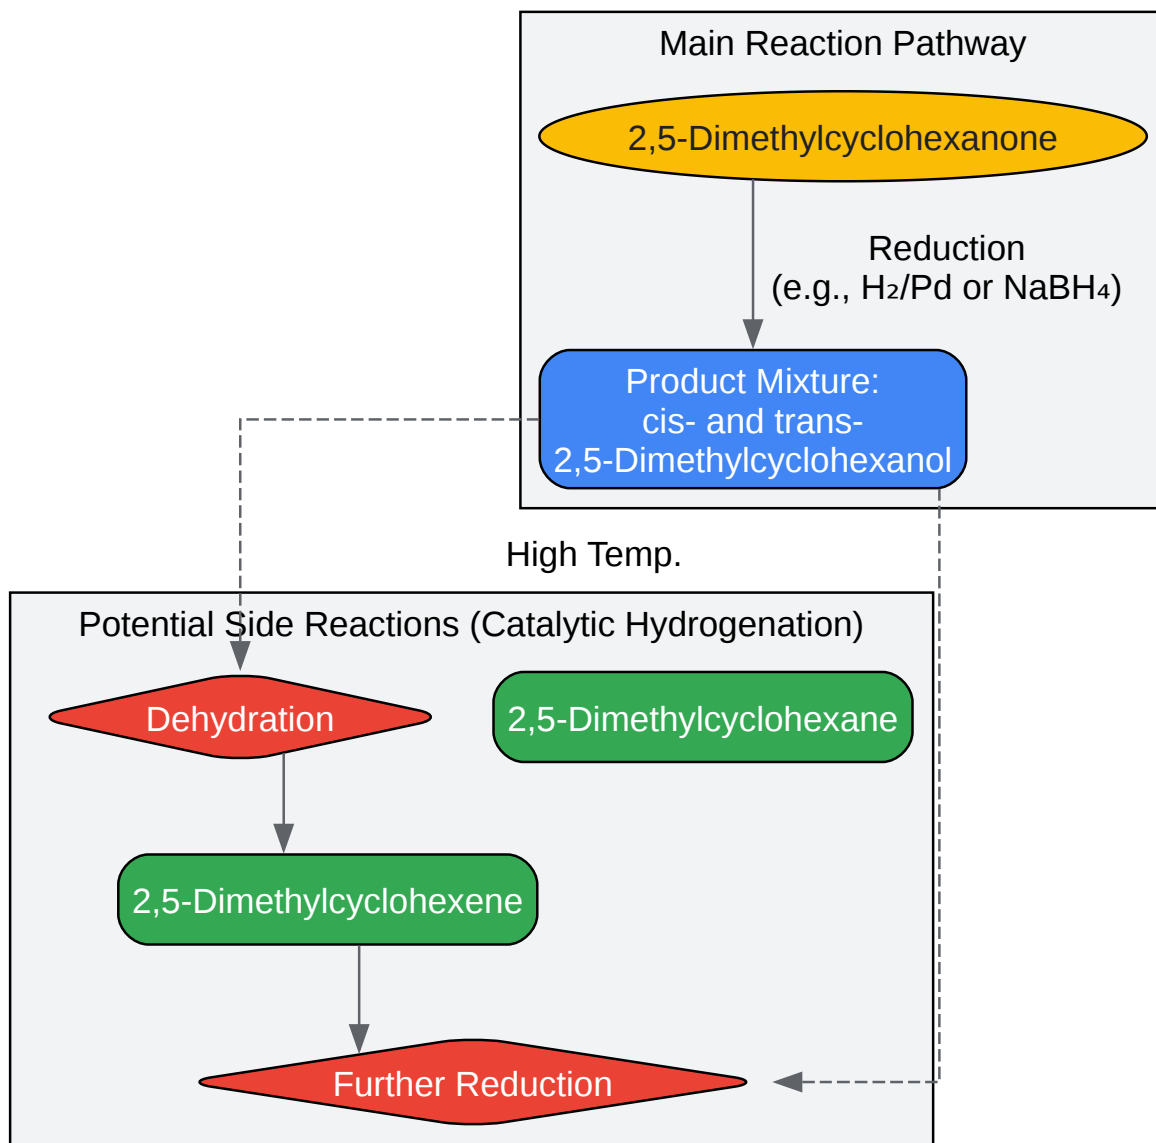 Main Reaction Pathway
2,5-Dimethylcyclohexanone
Reduction
(e.g., H₂/Pd or NaBH₄)
Product Mixture:
cis- and trans-
2,5-Dimethylcyclohexanol
High Temp.
Potential Side Reactions (Catalytic Hydrogenation)
Dehydration
2,5-Dimethylcyclohexane
2,5-Dimethylcyclohexene
Further Reduction